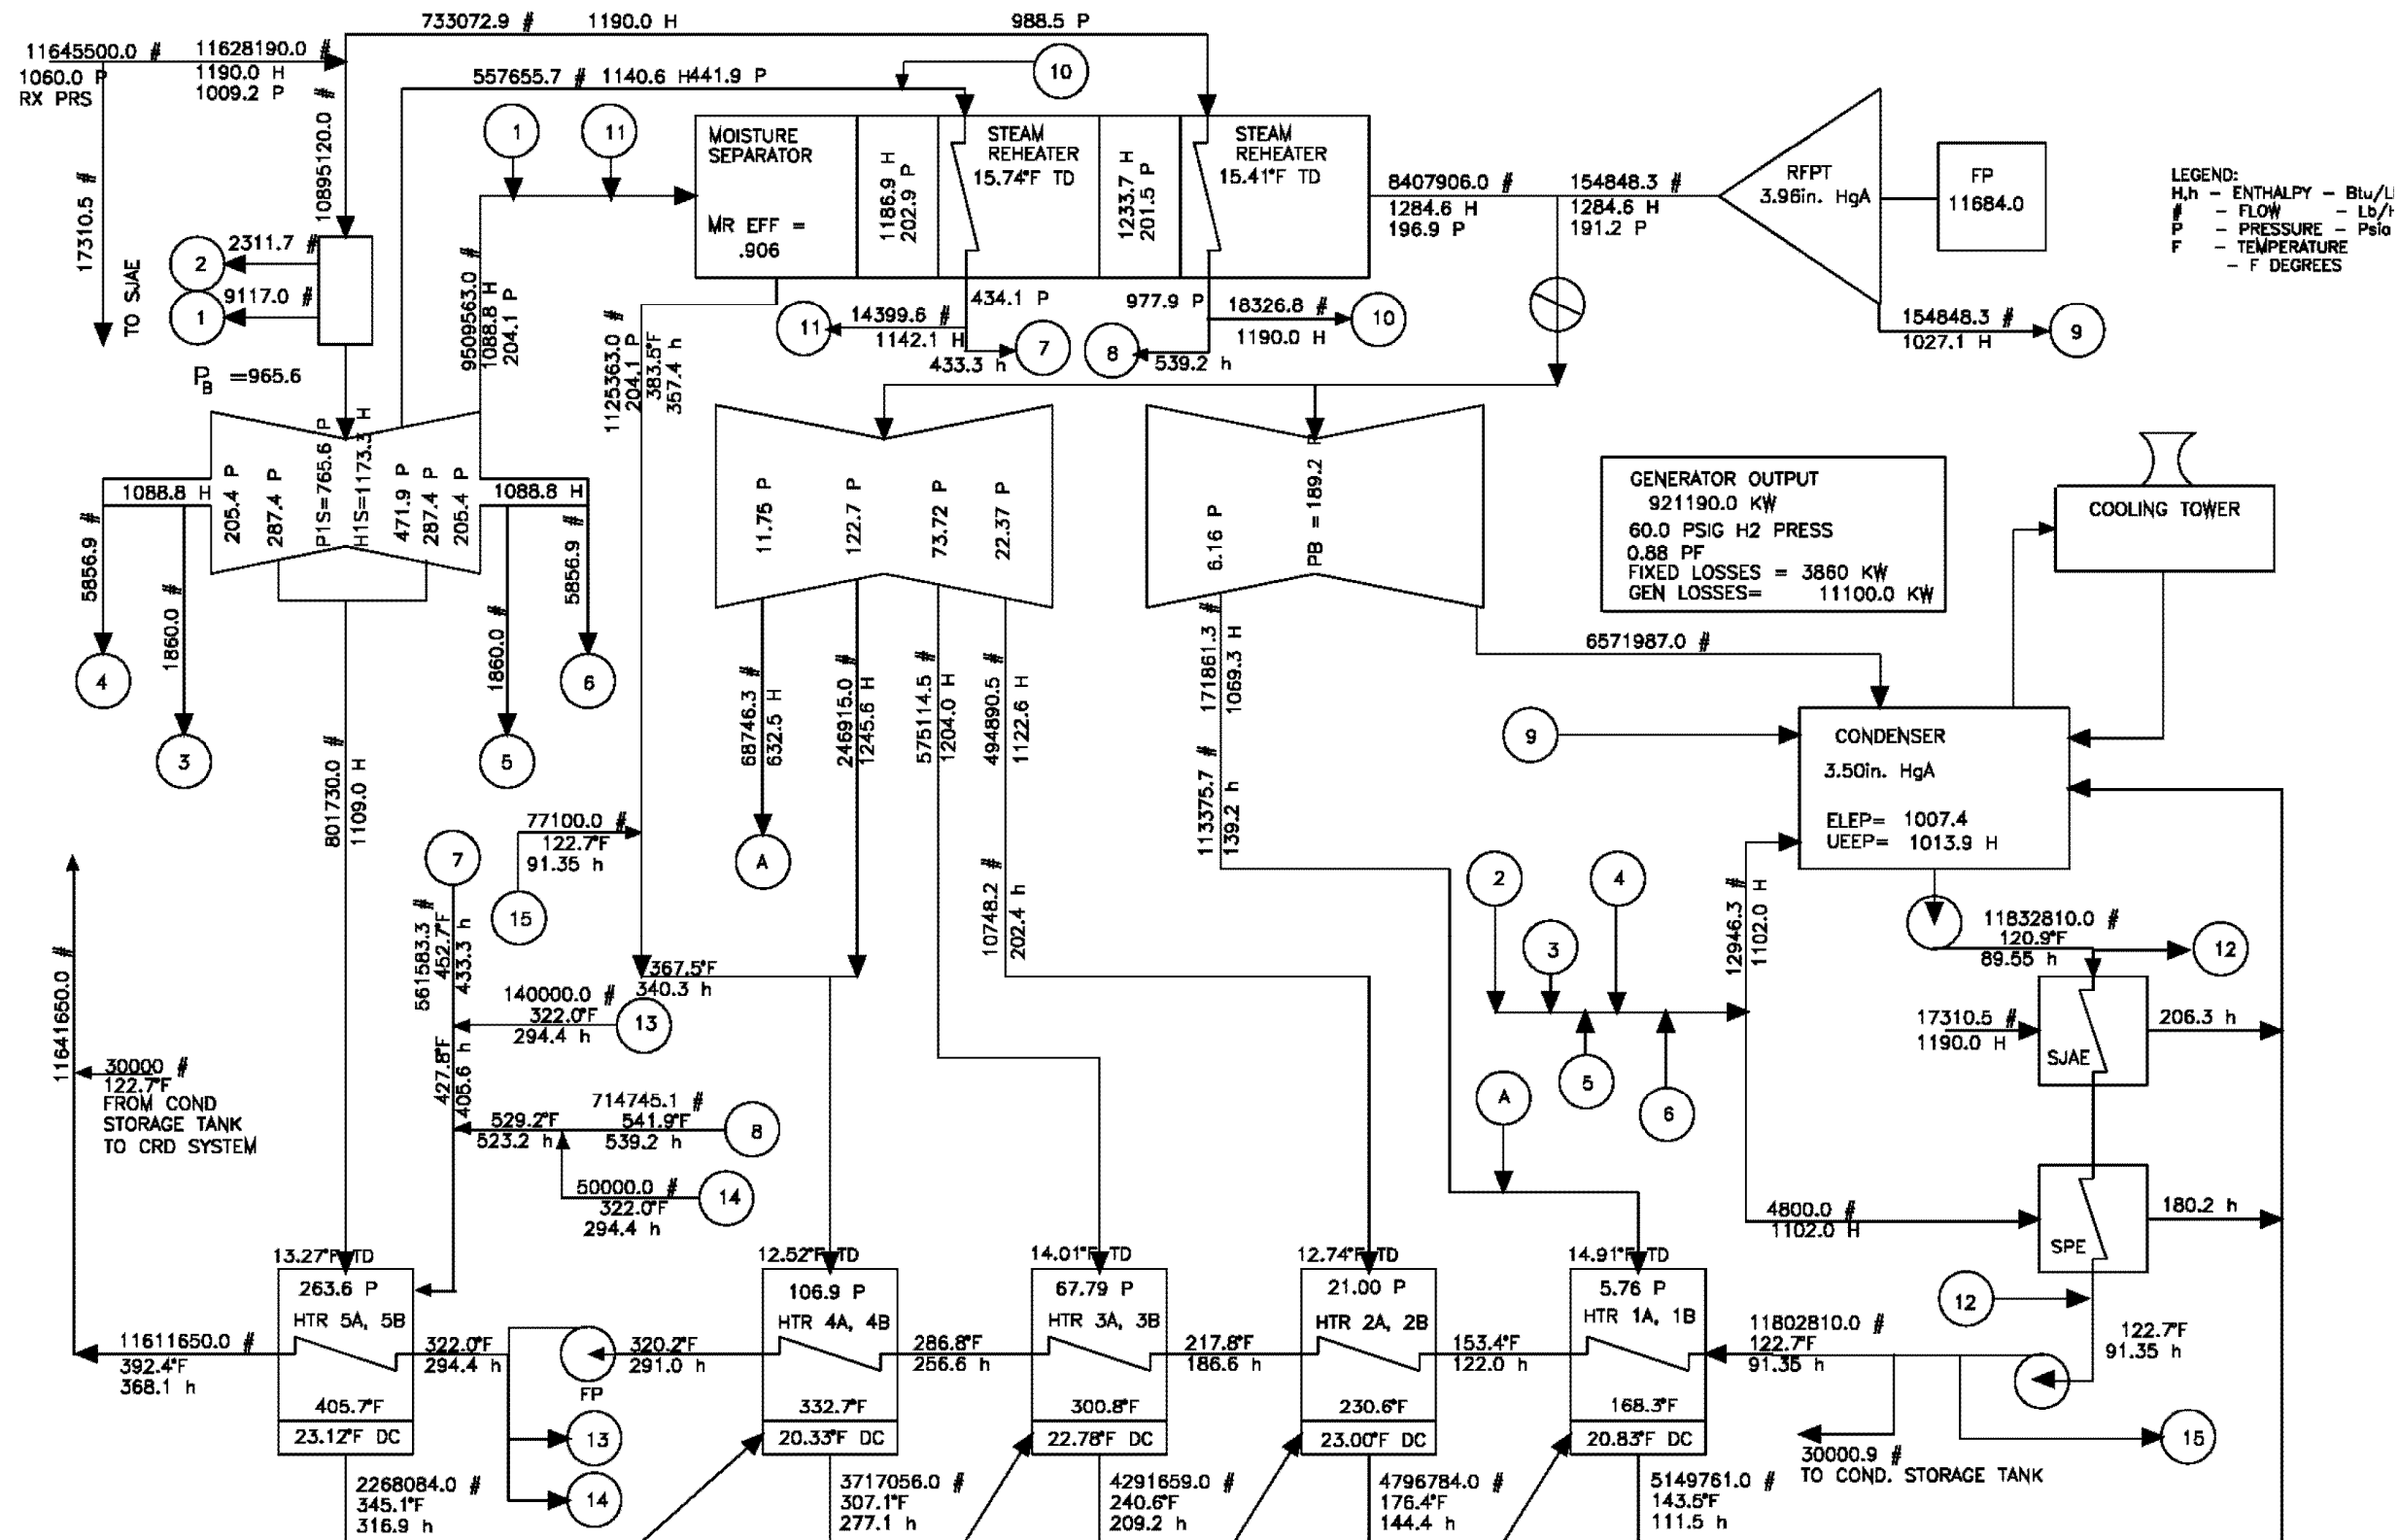 733072.9 # 1190.0 H 988.5 P
11645500.0 # 11628190.0 #
1060.0 P 1190.0 H
RX PRS 1009.2 P
557655.7 # 1140.6 H 441.9 P
10
10895120.0 #
17310.5 #
TO SJAE
1
11
MOISTURE
SEPARATOR
MR EFF =
.906
1186.9 H
202.9 P
STEAM
REHEATER
15.74°F TD
1233.7 H
201.5 P
STEAM
REHEATER
15.41°F TD
8407906.0 #
1284.6 H
196.9 P
154848.3 #
1284.6 H
191.2 P
RFPT
3.96in. HgA
FP
11684.0
LEGEND:
H,h – ENTHALPY – Btu/L
# – FLOW – Lb/
P – PRESSURE – Psia
F – TEMPERATURE
– F DEGREES
2
2311.7 #
1
9117.0 #
PB =965.6
9509563.0 #
1088.8 H
204.1 P
1125363.0 #
204.1 P
383.5°F
357.4 h
434.1 P
14399.6 #
11
1142.1 H
7
433.3 h
977.9 P
18326.8 #
10
1190.0 H
8
539.2 h
154848.3 #
1027.1 H
9
1088.8 H
205.4 P
287.4 P
P1S=765.6 P
H1S=1173.3 H
471.9 P
287.4 P
205.4 P
1088.8 H
5856.9 #
1860.0 #
1860.0 #
5856.9 #
4
3
5
6
11.75 P
122.7 P
73.72 P
22.37 P
6.16 P
PB = 189.2 P
GENERATOR OUTPUT
921190.0 KW
60.0 PSIG H2 PRESS
0.88 PF
FIXED LOSSES = 3860 KW
GEN LOSSES= 11100.0 KW
COOLING TOWER
6571987.0 #
801730.0 #
1109.0 H
68746.3 #
632.5 H
246915.0 #
1245.6 H
575114.5 #
1204.0 H
494890.5 #
1122.6 H
171861.3 #
1069.3 H
113375.7 #
139.2 h
10748.2 #
202.4 h
9
CONDENSER
3.50in. HgA
ELEP= 1007.4
UEEP= 1013.9 H
77100.0 #
122.7°F
91.35 h
15
A
7
561583.3 #
452.7°F
433.3 h
367.5°F
340.3 h
140000.0 #
322.0°F
294.4 h
13
427.8°F
405.6 h
714745.1 #
529.2°F 541.9°F
523.2 h 539.2 h
8
50000.0 #
322.0°F
294.4 h
14
11641650.0 #
30000 #
122.7°F
FROM COND
STORAGE TANK
TO CRD SYSTEM
2
3
4
5
6
A
12946.3 #
1102.0 H
11832810.0 #
120.9°F
89.55 h
12
17310.5 #
1190.0 H
SJAE
206.3 h
4800.0 #
1102.0 H
SPE
180.2 h
12
122.7°F
91.35 h
13.27°F TD
263.6 P
HTR 5A, 5B
405.7°F
23.12°F DC
11611650.0 #
392.4°F
368.1 h
322.0°F
294.4 h
FP
13
14
320.2°F
291.0 h
12.52°F TD
106.9 P
HTR 4A, 4B
332.7°F
20.33°F DC
286.8°F
256.6 h
14.01°F TD
67.79 P
HTR 3A, 3B
300.8°F
22.78°F DC
217.8°F
186.6 h
12.74°F TD
21.00 P
HTR 2A, 2B
230.6°F
23.00°F DC
153.4°F
122.0 h
14.91°F TD
5.76 P
HTR 1A, 1B
168.3°F
20.83°F DC
11802810.0 #
122.7°F
91.35 h
30000.9 #
TO COND. STORAGE TANK
15
2268084.0 #
345.1°F
316.9 h
3717056.0 #
307.1°F
277.1 h
4291659.0 #
240.6°F
209.2 h
4796784.0 #
176.4°F
144.4 h
5149761.0 #
143.5°F
111.5 h